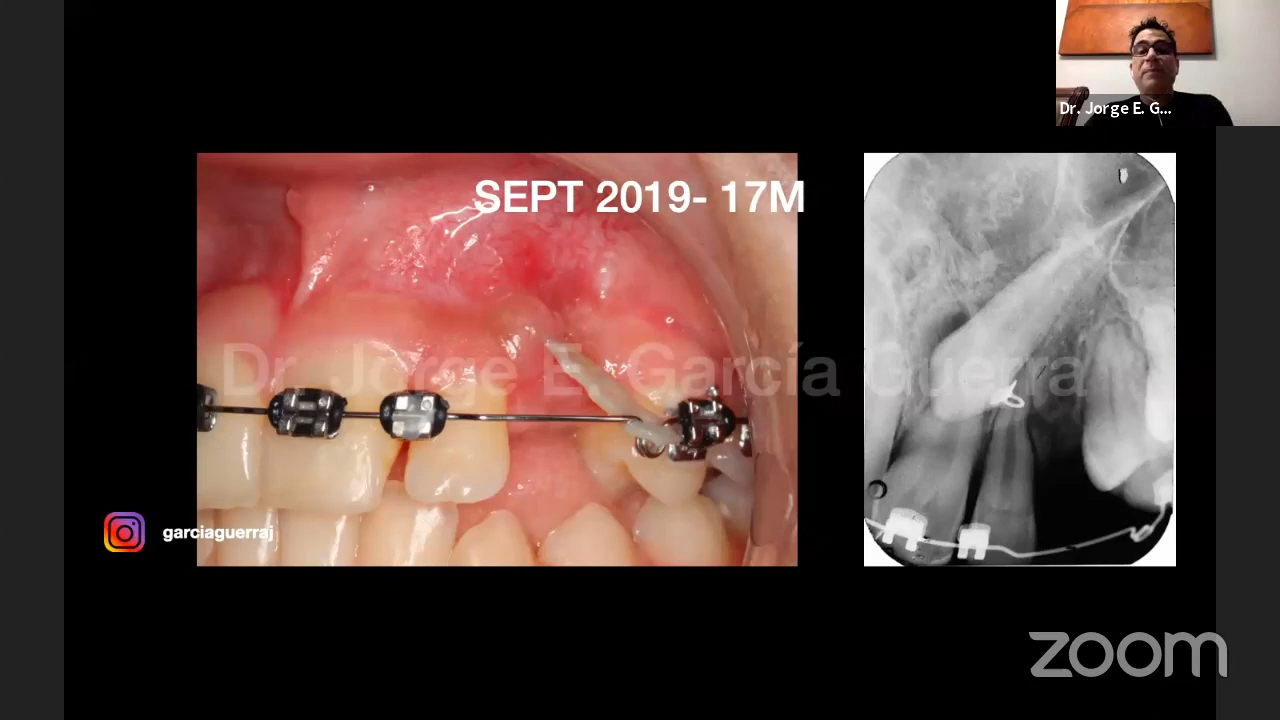 Dr. Jorge E. G...
SEPT 2019- 17M
Dr. Jorge E. García Guerra
garciaguerraj
zoom